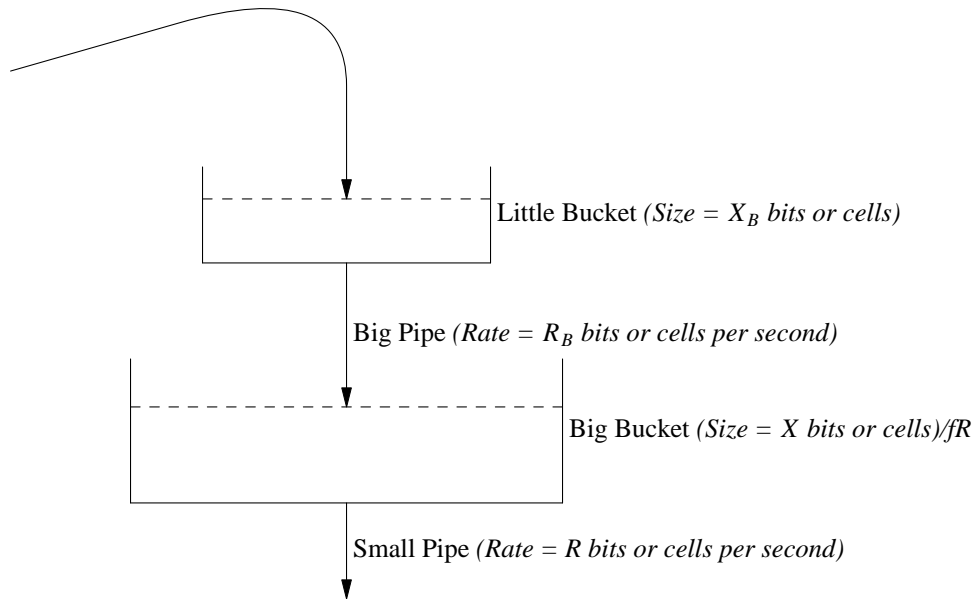 Little Bucket (Size = X_B bits or cells)
Big Pipe (Rate = R_B bits or cells per second)
Big Bucket (Size = X bits or cells)/fR
Small Pipe (Rate = R bits or cells per second)